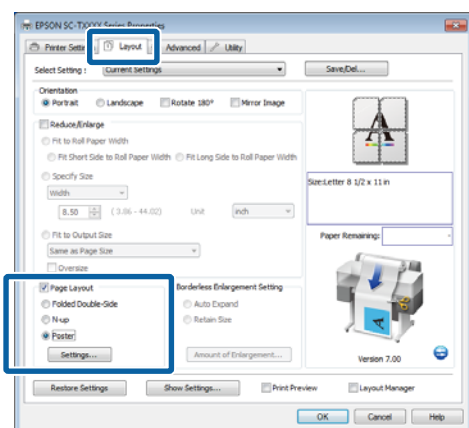 EPSON SC-TXXXX Series Properties
Printer Settings Layout Advanced Utility
Select Setting : Current Settings Save/Del...
Orientation
Portrait Landscape Rotate 180° Mirror Image
Reduce/Enlarge
Fit to Roll Paper Width
Fit Short Side to Roll Paper Width Fit Long Side to Roll Paper Width
Specify Size
Width
8.50 ( 3.86 - 44.02) Unit inch
Fit to Output Size
Same as Page Size
Oversize
A
Size:Letter 8 1/2 x 11 in
Paper Remaining:
Page Layout
Folded Double-Side
N-up
Poster
Settings...
Borderless Enlargement Setting
Auto Expand
Retain Size
Amount of Enlargement...
A
Version 7.00
Restore Settings Show Settings... Print Preview Layout Manager
OK Cancel Help